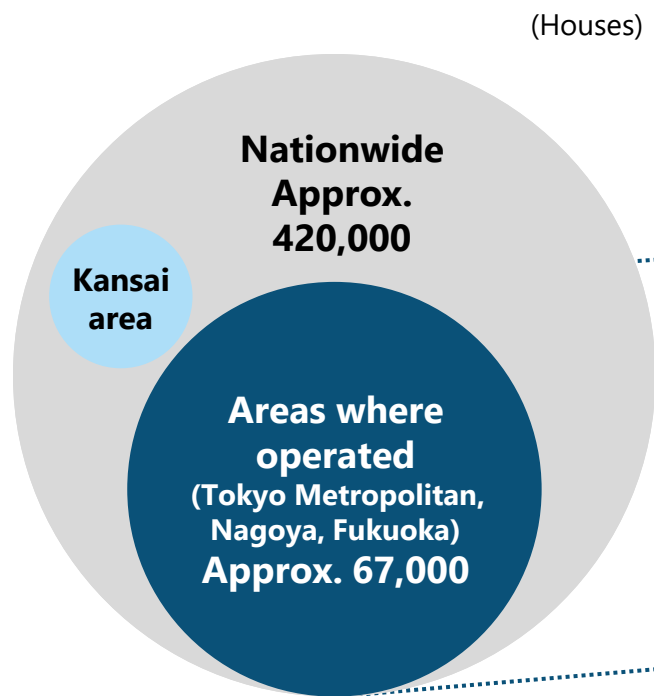 (Houses)
Nationwide
Approx.
420,000
Kansai
area
Areas where
operated
(Tokyo Metropolitan,
Nagoya, Fukuoka)
Approx. 67,000